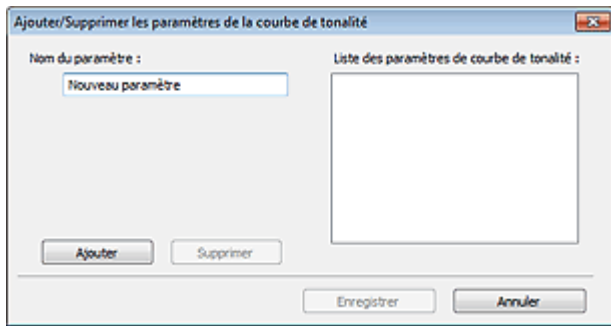 Ajouter/Supprimer les paramètres de la courbe de tonalité
Nom du paramètre :
Nouveau paramètre
Liste des paramètres de courbe de tonalité :
Ajouter
Supprimer
Enregistrer
Annuler